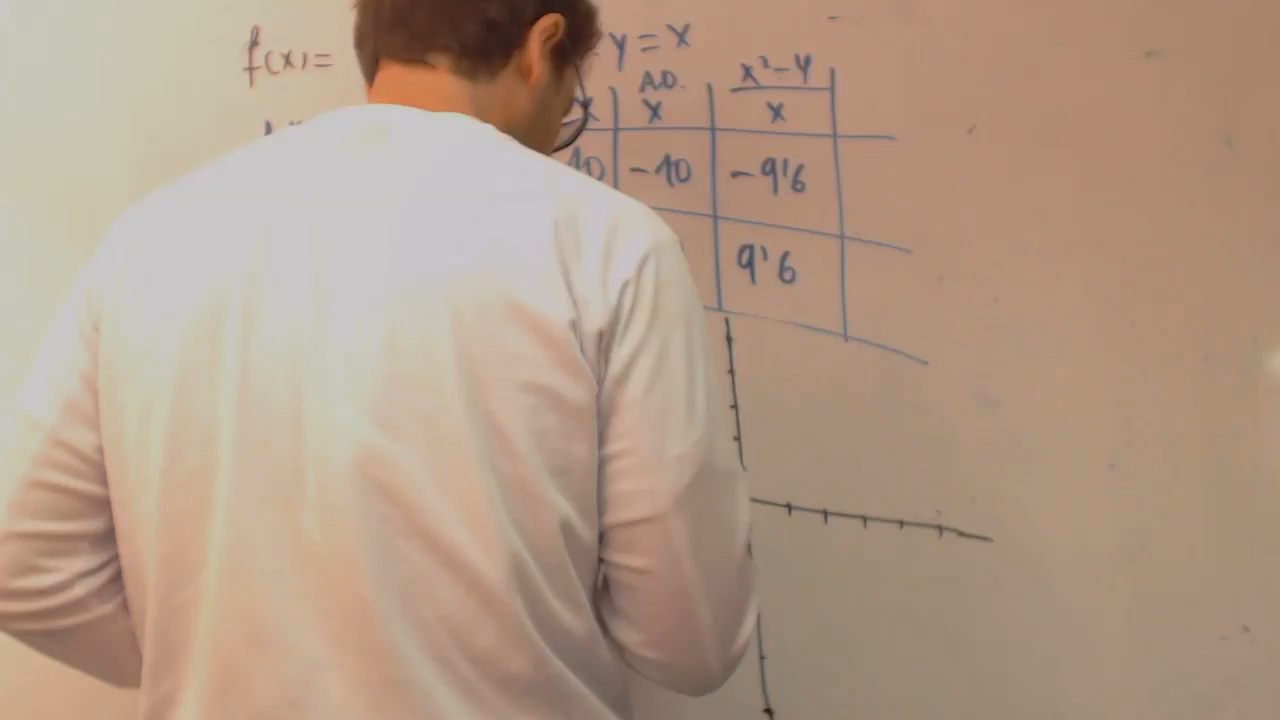 f(x)=
y=x
A.O.
x²-4
x
x
x
10
-10
-9'6
9'6